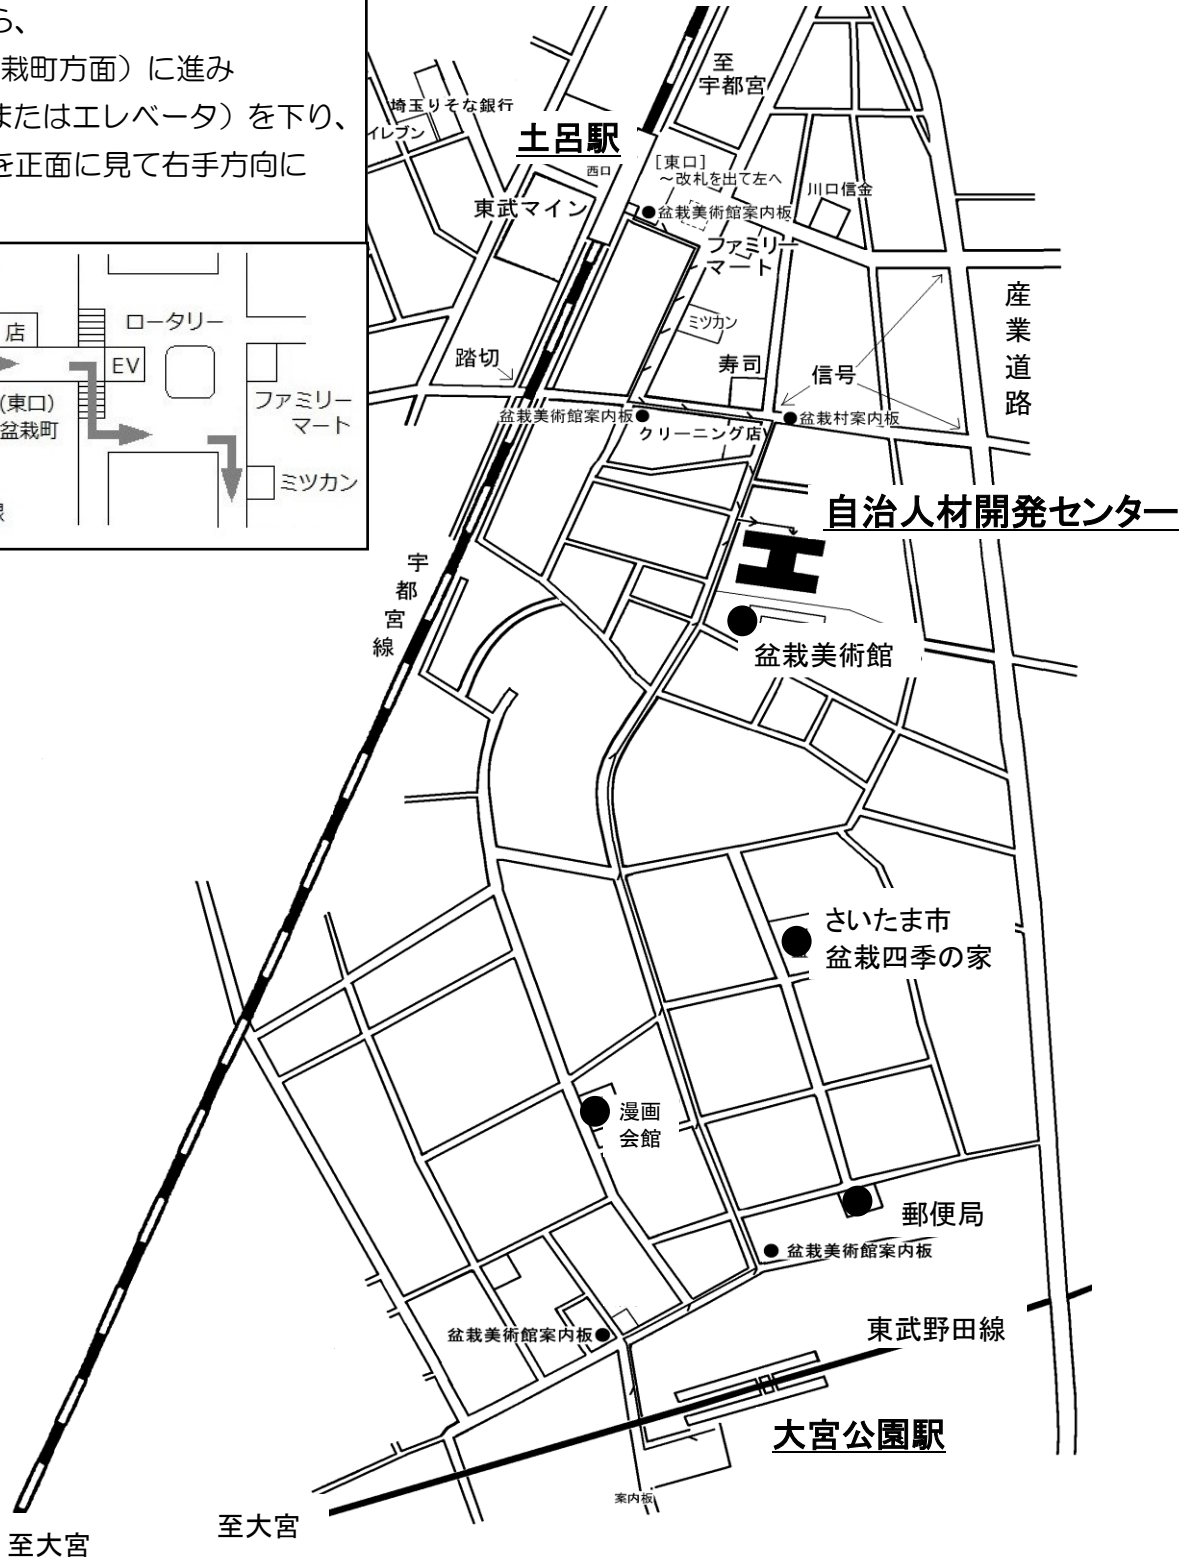 ら、
栽町方面）に進み
またはエレベータ）を下り、
を正面に見て右手方向に
店
ロータリー
EV
(東口)
盆栽町
ファミリー
マート
ミツカン
線
至
宇都宮
埼玉りそな銀行
イレブン
土呂駅
西口
［東口］
～改札を出て左へ
川口信金
東武マイン
盆栽美術館案内板
ファミリー
マート
産業道路
ミツカン
踏切
寿司
信号
盆栽美術館案内板
盆栽村案内板
クリーニング店
自治人材開発センター
宇都宮線
盆栽美術館
さいたま市
盆栽四季の家
漫画
会館
郵便局
盆栽美術館案内板
東武野田線
盆栽美術館案内板
大宮公園駅
案内板
至大宮
至大宮